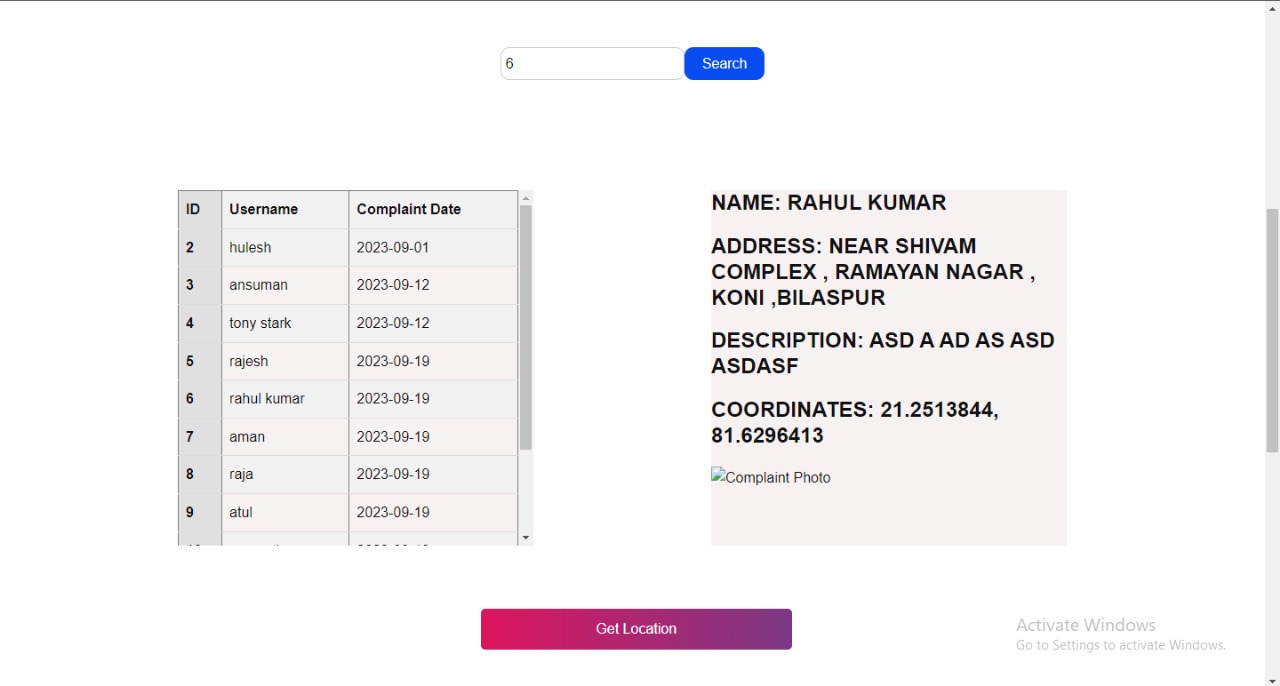 6
Search
ID Username Complaint Date
2 hulesh 2023-09-01
3 ansuman 2023-09-12
4 tony stark 2023-09-12
5 rajesh 2023-09-19
6 rahul kumar 2023-09-19
7 aman 2023-09-19
8 raja 2023-09-19
9 atul 2023-09-19
NAME: RAHUL KUMAR
ADDRESS: NEAR SHIVAM
COMPLEX , RAMAYAN NAGAR ,
KONI ,BILASPUR
DESCRIPTION: ASD A AD AS ASD
ASDASF
COORDINATES: 21.2513844,
81.6296413
Complaint Photo
Get Location
Activate Windows
Go to Settings to activate Windows.